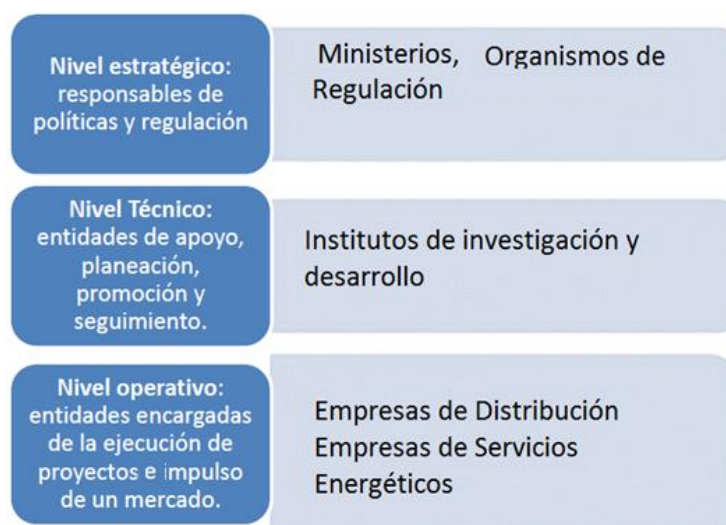 Nivel estratégico:
responsables de
políticas y regulación
Ministerios, Organismos de
Regulación
Nivel Técnico:
entidades de apoyo,
planeación,
promoción y
seguimiento.
Institutos de investigación y
desarrollo
Nivel operativo:
entidades encargadas
de la ejecución de
proyectos e impulso
de un mercado.
Empresas de Distribución
Empresas de Servicios
Energéticos